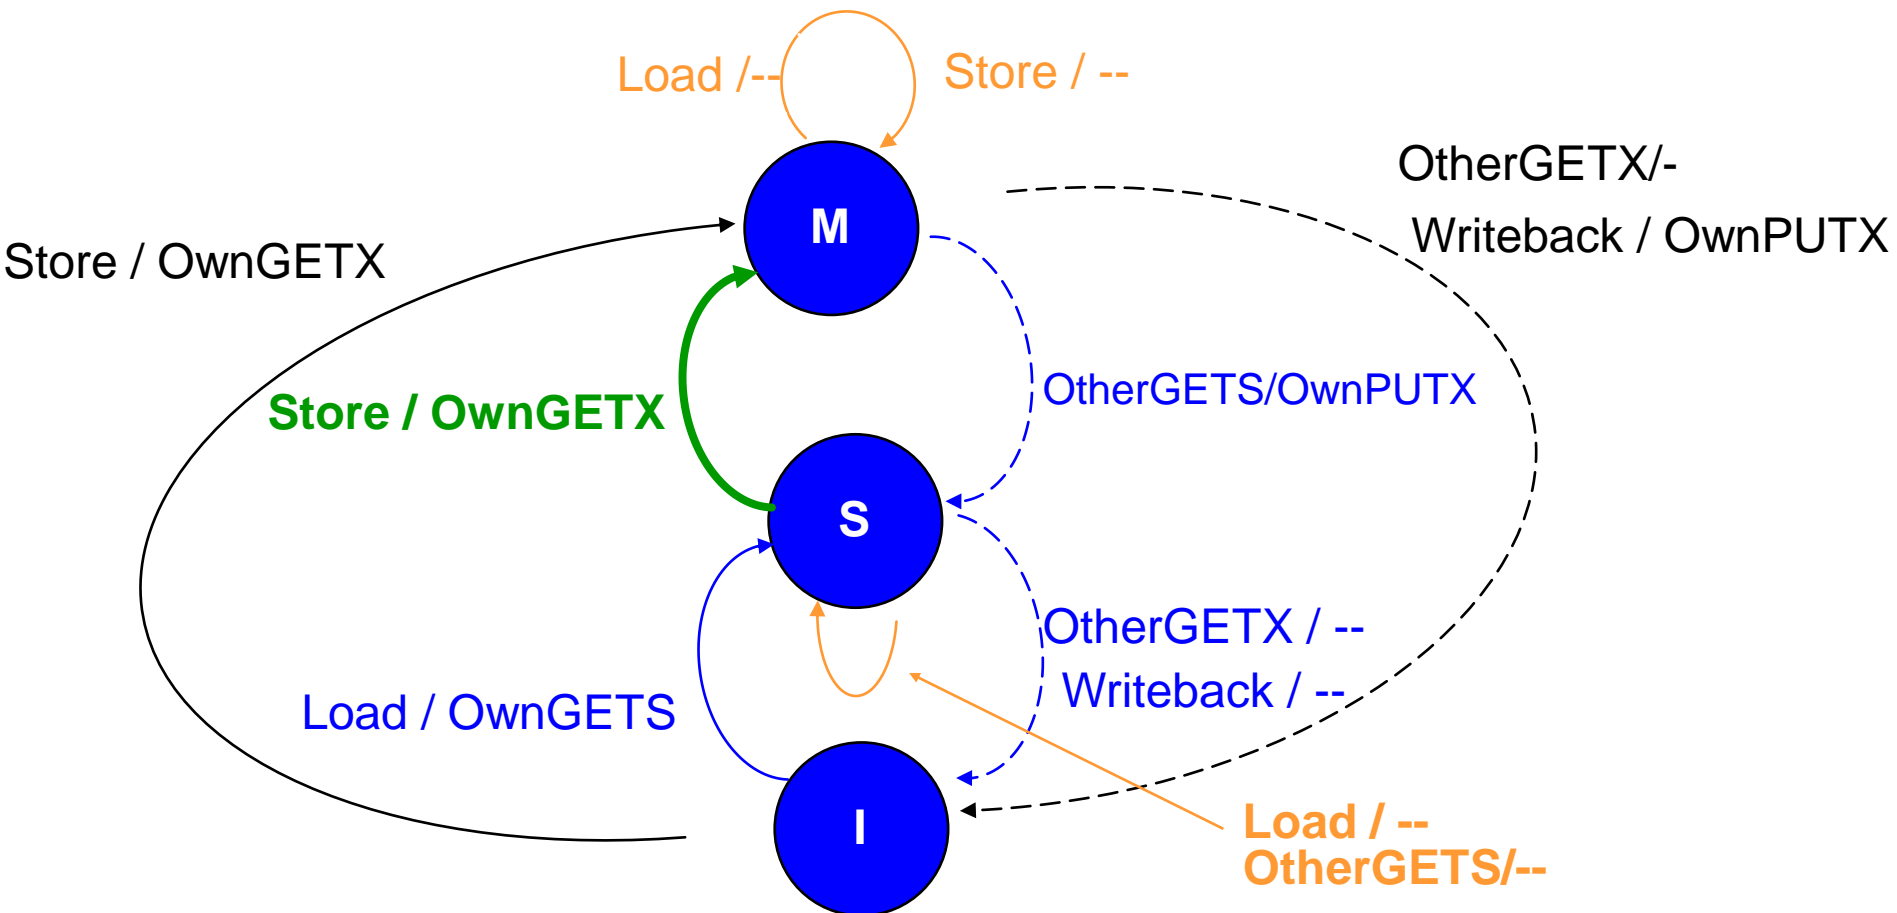 Load /--
Store / --
OtherGETX/-
Writeback / OwnPUTX
M
Store / OwnGETX
OtherGETS/OwnPUTX
Store / OwnGETX
S
OtherGETX / --
Writeback / --
Load / OwnGETS
I
Load / --
OtherGETS/--